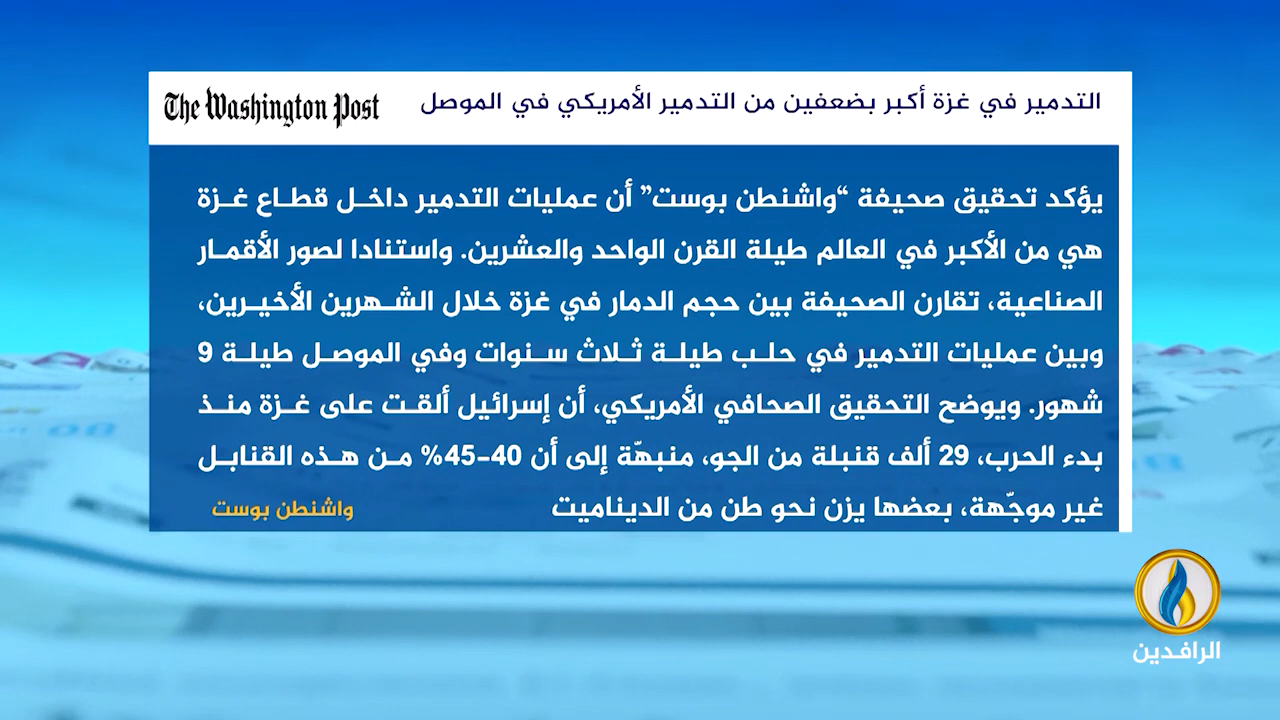 التدمير في غزة أكبر بضعفين من التدمير الأمريكي في الموصل
The Washington Post
يؤكد تحقيق صحيفة “واشنطن بوست” أن عمليات التدمير داخل قطاع غزة
هي من الأكبر في العالم طيلة القرن الواحد والعشرين. واستنادا لصور الأقمار
الصناعية، تقارن الصحيفة بين حجم الدمار في غزة خلال الشهرين الأخيرين،
وبين عمليات التدمير في حلب طيلة ثلاث سنوات وفي الموصل طيلة 9
شهور. ويوضح التحقيق الصحافي الأمريكي، أن إسرائيل ألقت على غزة منذ
بدء الحرب، 29 ألف قنبلة من الجو، منبهّة إلى أن 40-45% من هذه القنابل
غير موجّهة، بعضها يزن نحو طن من الديناميت
واشنطن بوست
الرافدين